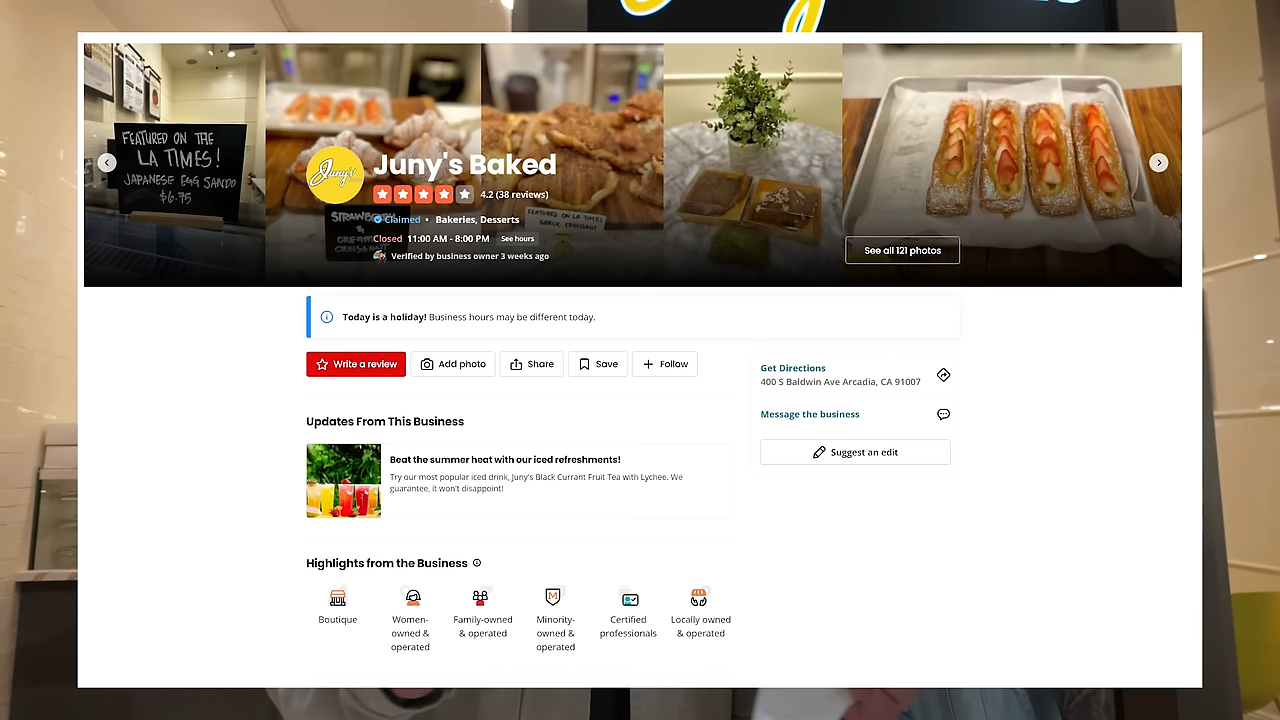 FEATURED ON THE
LA TIMES!
JAPANESE EGG SANDO
$6.75
Juny's
Juny's Baked
4.2 (38 reviews)
Claimed • Bakeries, Desserts
Closed 11:00 AM - 8:00 PM See hours
Verified by business owner 3 weeks ago
FEATURED ON LA TIMES
GARLIC CROISSANT
See all 121 photos
Today is a holiday! Business hours may be different today.
Write a review
Add photo
Share
Save
Follow
Get Directions
400 S Baldwin Ave Arcadia, CA 91007
Message the business
Suggest an edit
Updates From This Business
Beat the summer heat with our iced refreshments!
Try our most popular iced drink, Juny's Black Currant Fruit Tea with Lychee. We
guarantee, it won't disappoint!
Highlights from the Business
Boutique
Women-
owned &
operated
Family-owned
& operated
Minority-
owned &
operated
Certified
professionals
Locally owned
& operated